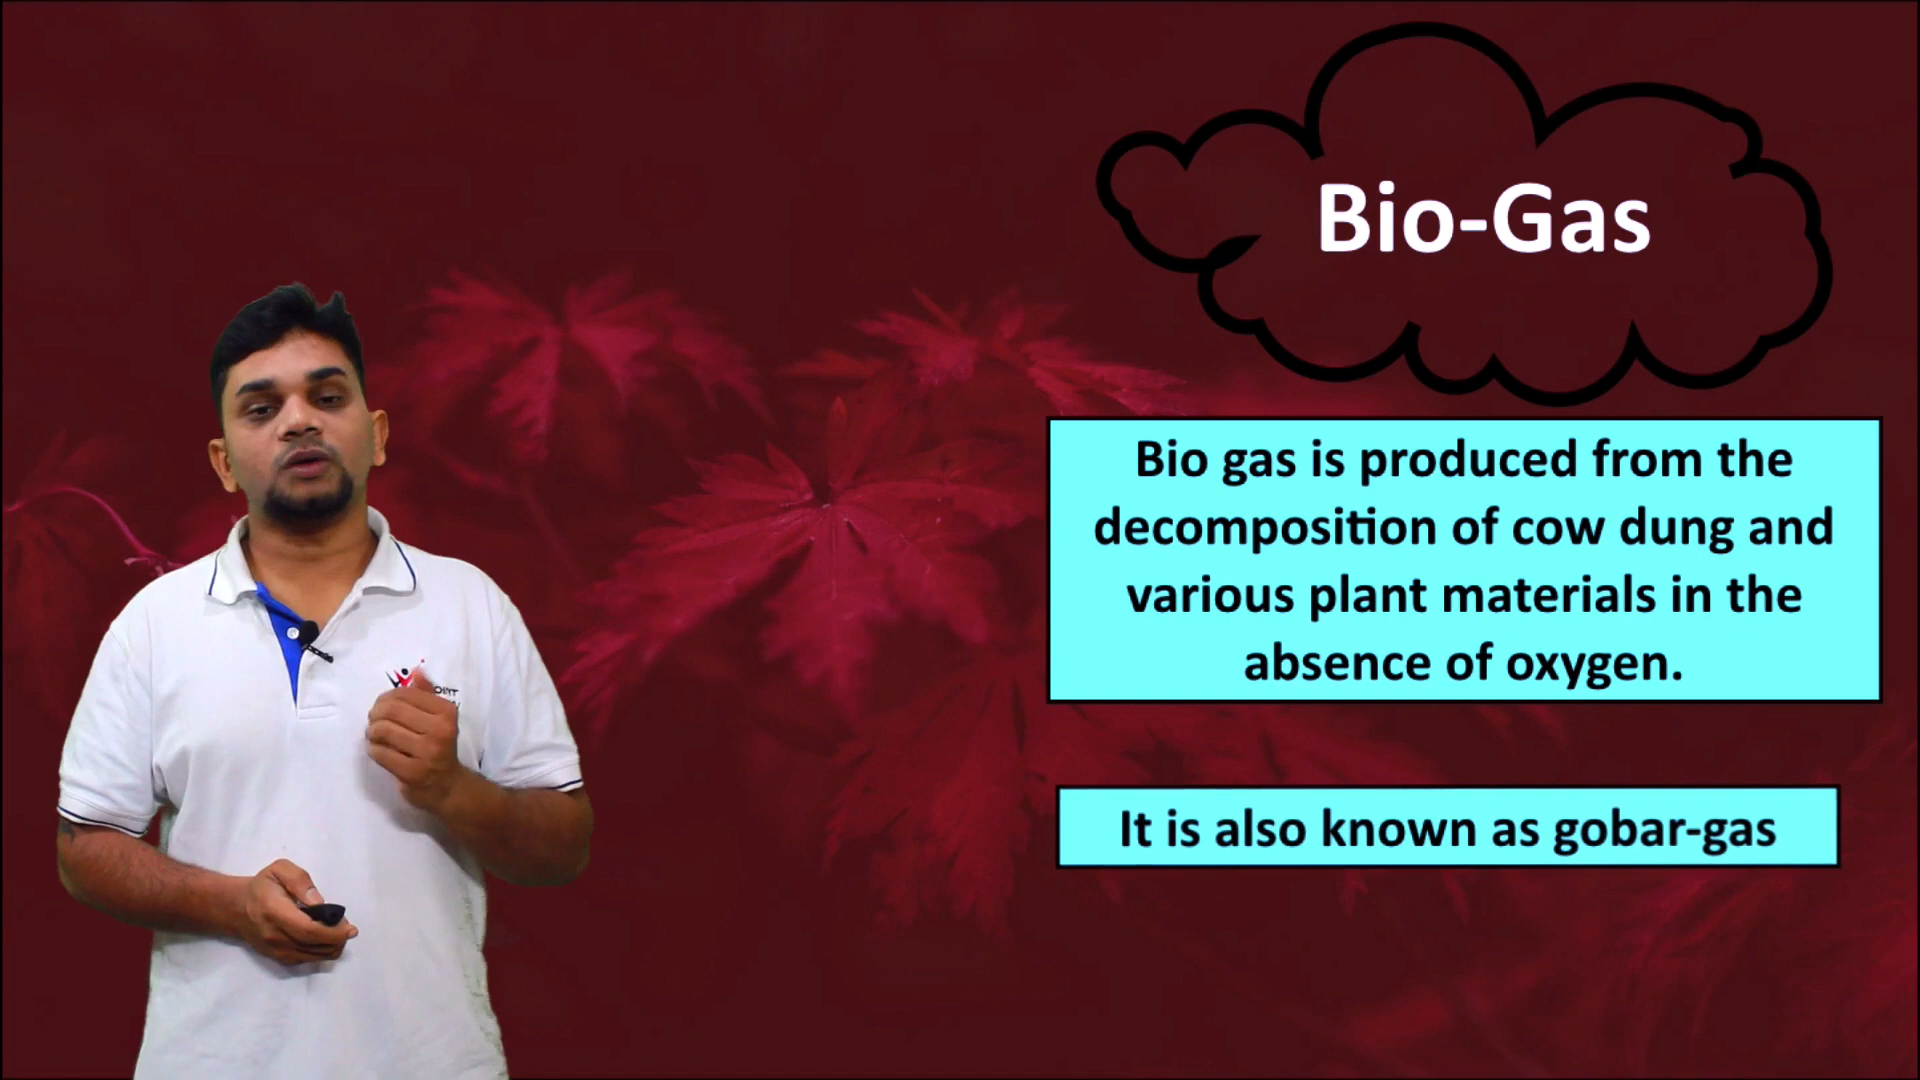 Bio-Gas
Bio gas is produced from the
decomposition of cow dung and
various plant materials in the
absence of oxygen.
It is also known as gobar-gas